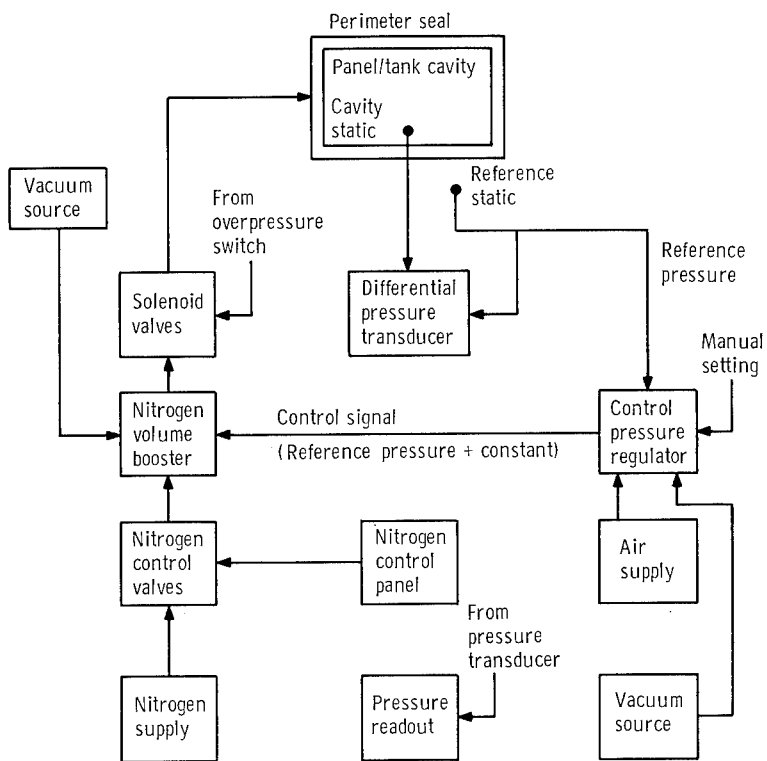 Perimeter seal
Panel/tank cavity
Cavity
static
Reference
static
Vacuum
source
From
overpressure
switch
Reference
pressure
Solenoid
valves
Differential
pressure
transducer
Manual
setting
Nitrogen
volume
booster
Control signal
(Reference pressure + constant)
Control
pressure
regulator
Nitrogen
control
valves
Nitrogen
control
panel
Air
supply
From
pressure
transducer
Nitrogen
supply
Pressure
readout
Vacuum
source